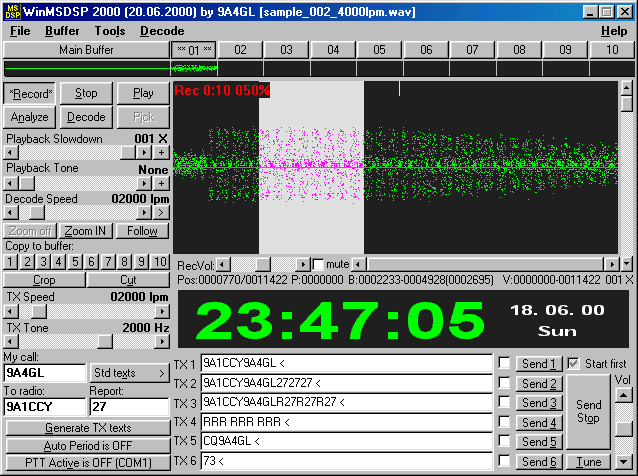 MS DSP WinMSDSP 2000 (20.06.2000) by 9A4GL [sample_002_4000lpm.wav]
File Buffer Tools Decode Help
Main Buffer ** 01 ** 02 03 04 05 06 07 08 09 10
*Record* Stop Play
Rec 0:10 050%
Analyze Decode Pick
Playback Slowdown 001 X
+
Playback Tone None
+
Decode Speed 02000 lpm
>
Zoom off Zoom IN Follow
Copy to buffer:
1 2 3 4 5 6 7 8 9 10
RecVol: mute
Crop Cut
Pos:0000770/0011422 P:0000000 B:0002233-0004928(0002695) V:0000000-0011422 001 X
TX Speed 02000 lpm
TX Tone 2000 Hz
23:47:05
18. 06. 00
Sun
My call:
9A4GL Std texts >
To radio: Report:
9A1CCY 27
Generate TX texts
Auto Period is OFF
PTT Active is OFF (COM1)
TX 1 9A1CCY9A4GL < Send 1 Start first
TX 2 9A1CCY9A4GL272727 < Send 2
TX 3 9A1CCY9A4GLR27R27R27 < Send 3
TX 4 RRR RRR RRR < Send 4
TX 5 CQ9A4GL < Send 5
TX 6 73 < Send 6
Send
Stop
Tune
Vol